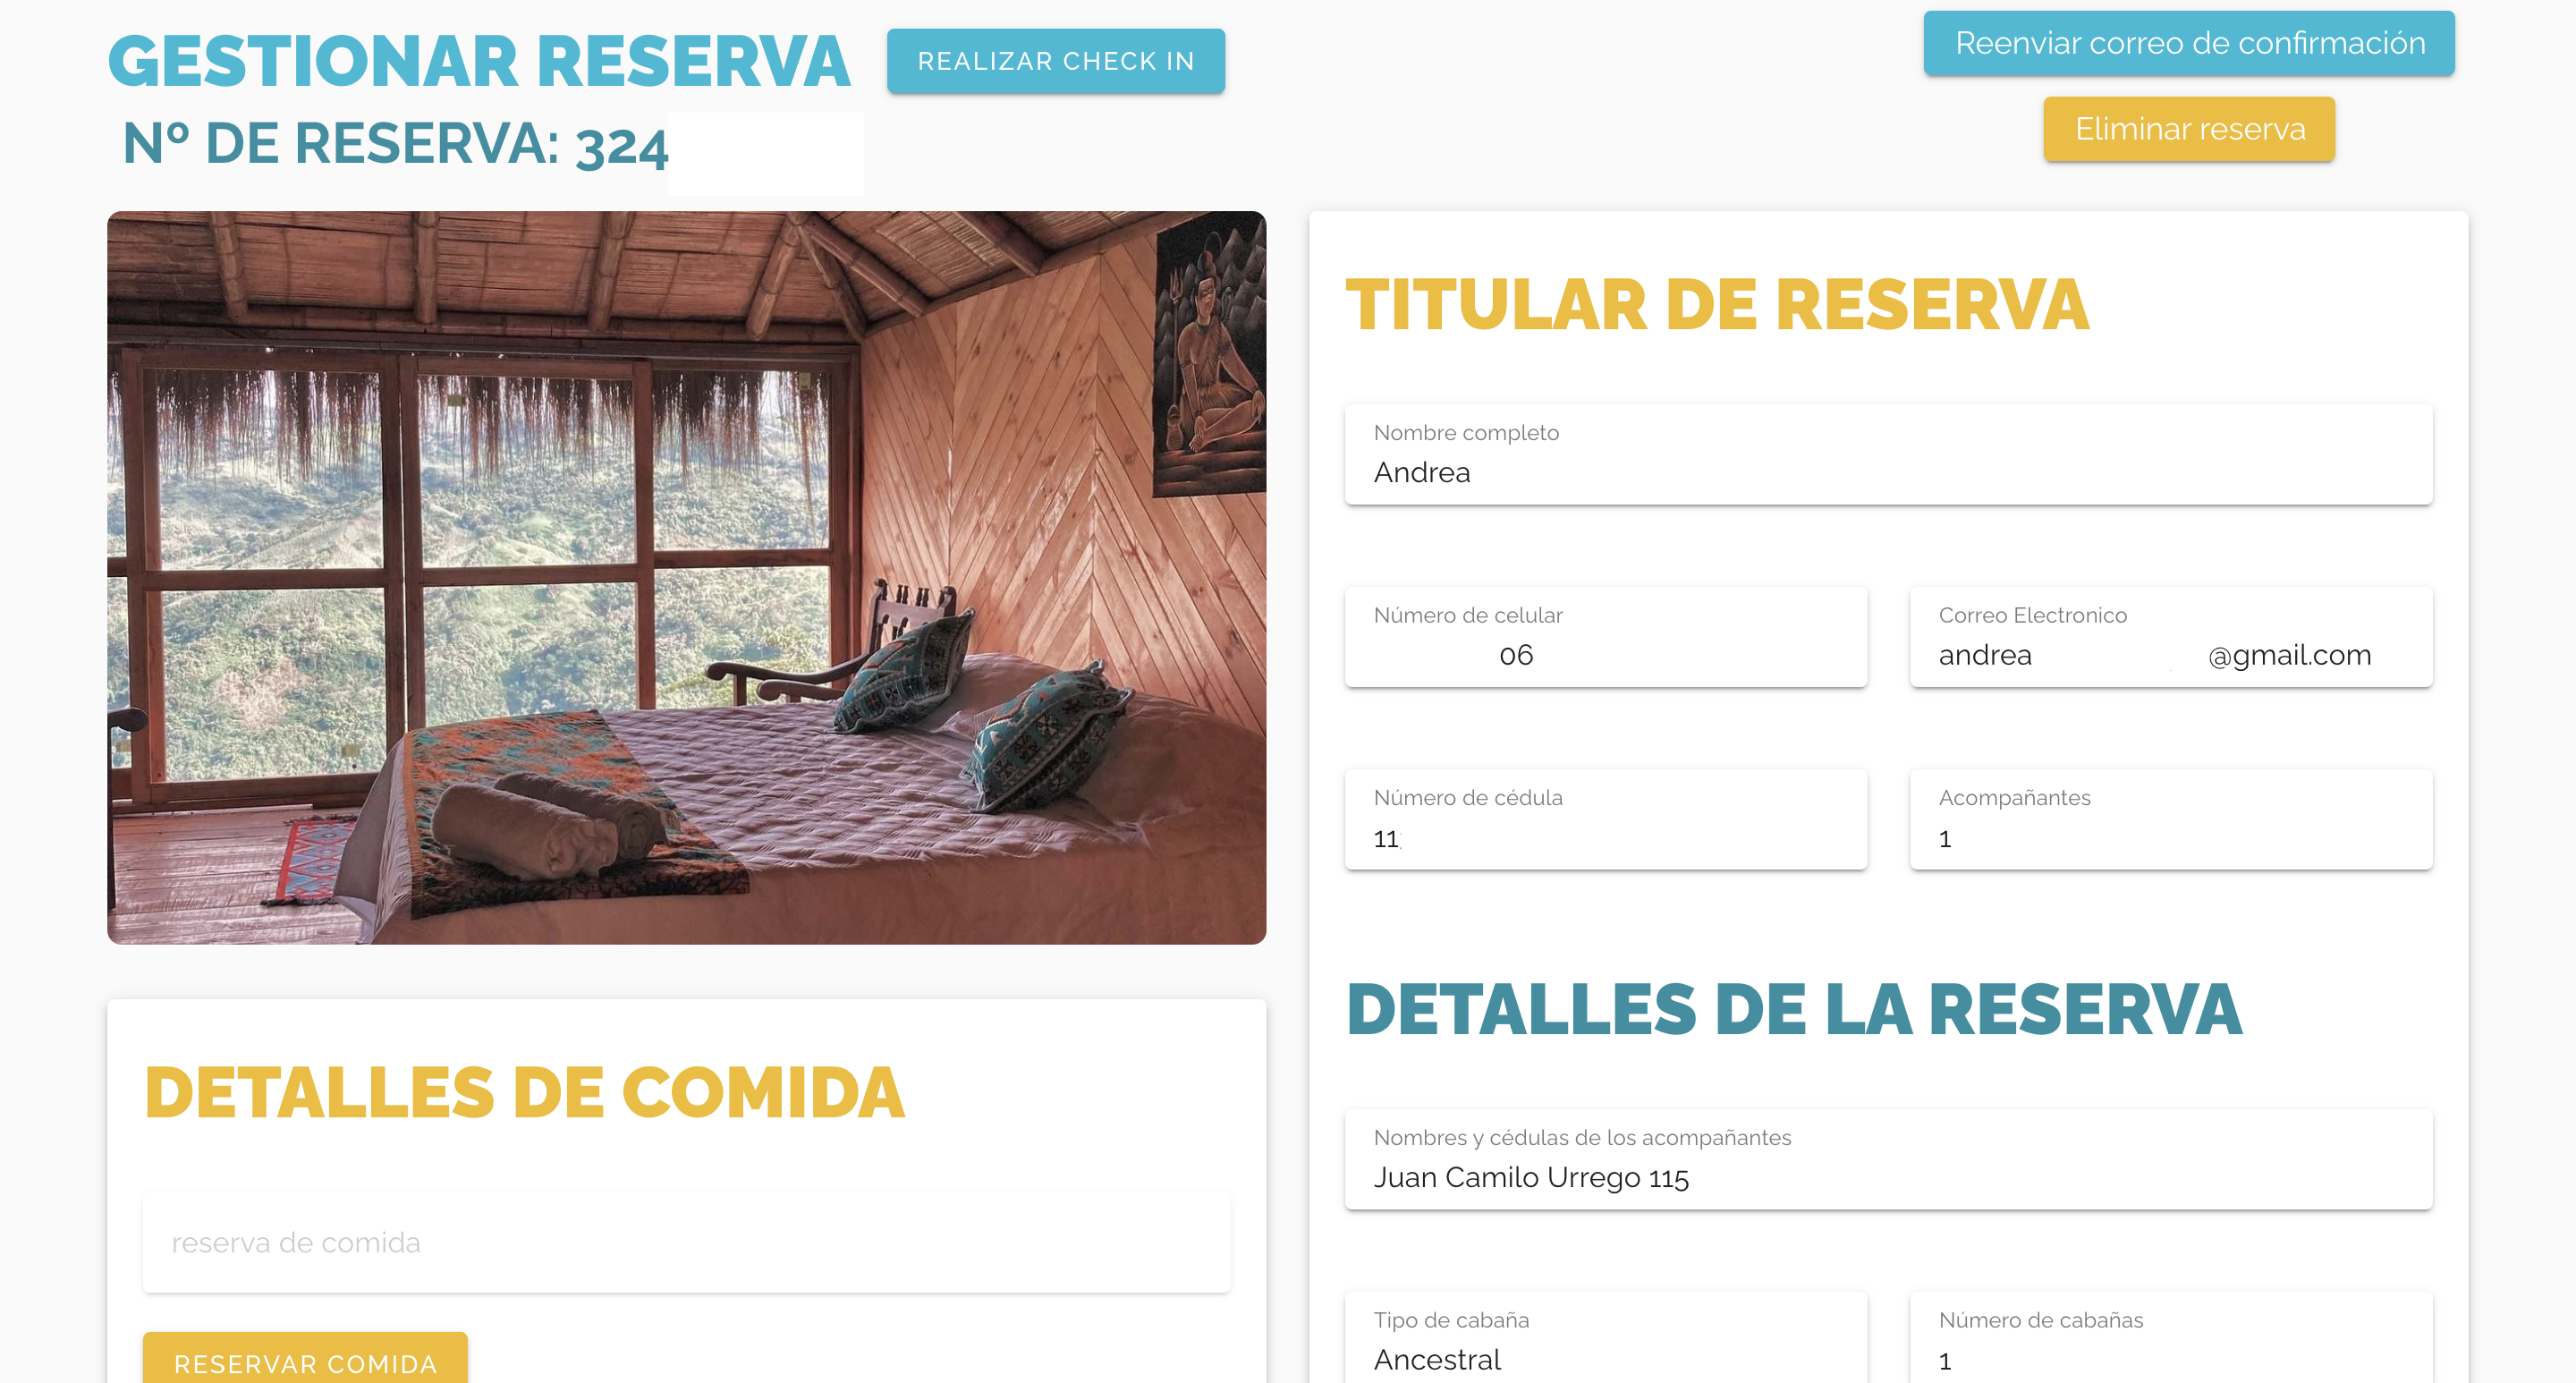 GESTIONAR RESERVA
REALIZAR CHECK IN
Reenviar correo de confirmación
Eliminar reserva
Nº DE RESERVA: 324
TITULAR DE RESERVA
Nombre completo
Andrea
Número de celular
06
Correo Electronico
andrea @gmail.com
Número de cédula
11
Acompañantes
1
DETALLES DE LA RESERVA
Nombres y cédulas de los acompañantes
Juan Camilo Urrego 115
Tipo de cabaña
Ancestral
Número de cabañas
1
DETALLES DE COMIDA
reserva de comida
RESERVAR COMIDA